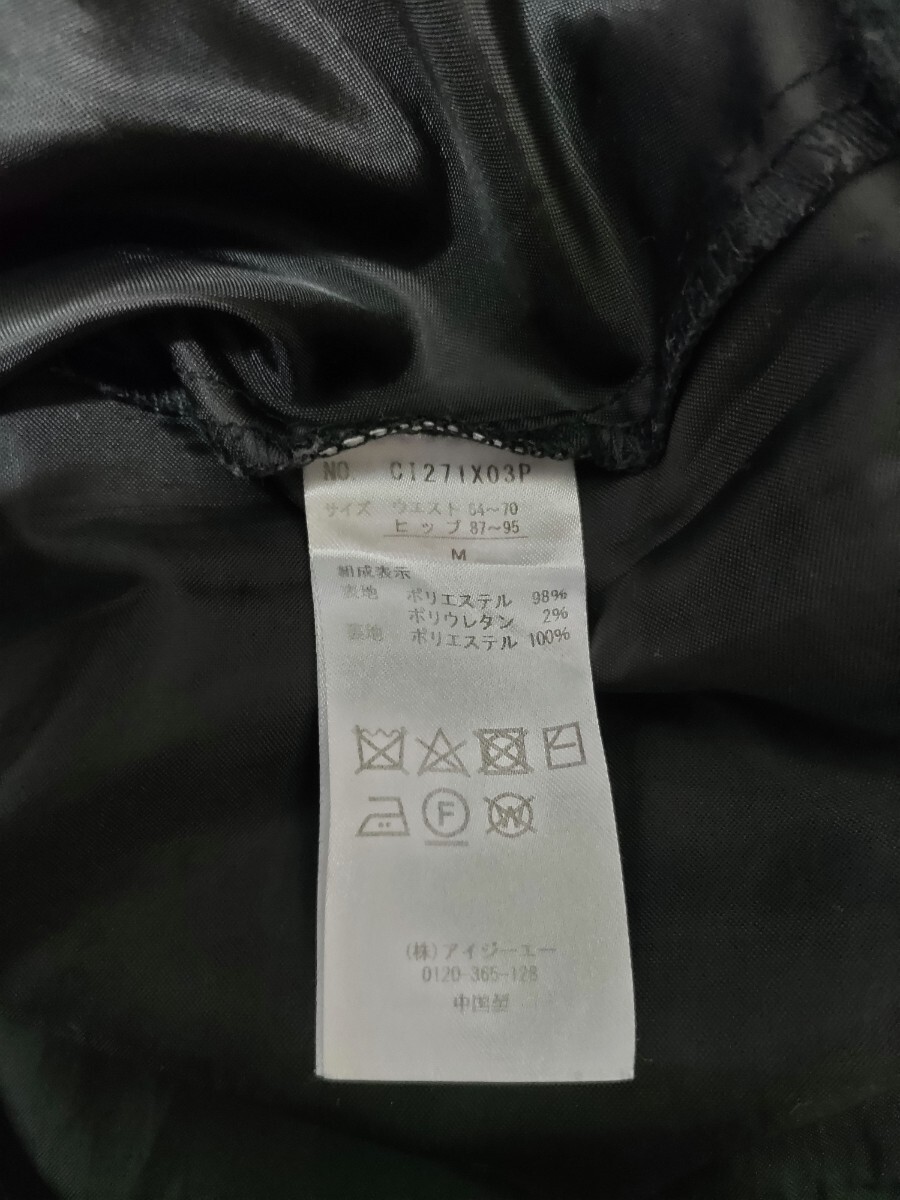 NO. CI271X03P
サイズ ウエスト 64～70
ヒップ 87～95
M
組成表示
表地 ポリエステル 98%
ポリウレタン 2%
裏地 ポリエステル 100%
F
W
(株)アイジーエー
0120-365-128
中国製